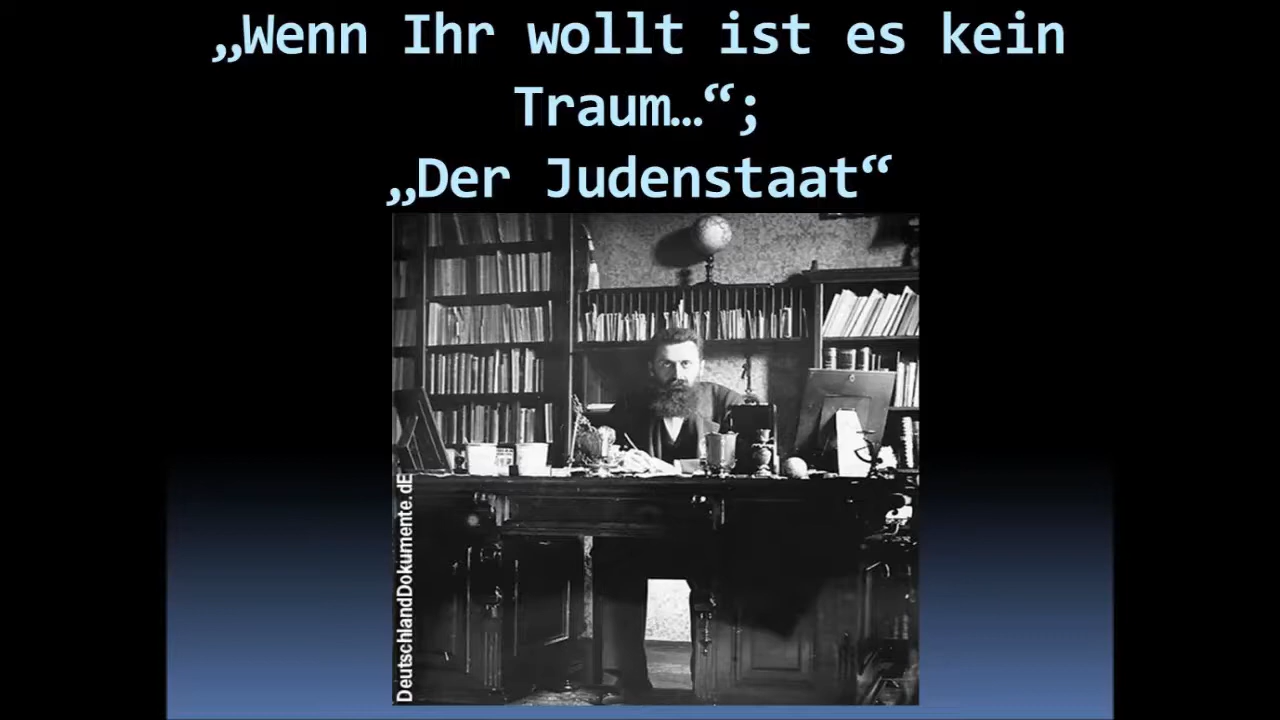 „Wenn Ihr wollt ist es kein
Traum…“;
„Der Judenstaat“
DeutschlandDokumente.dE